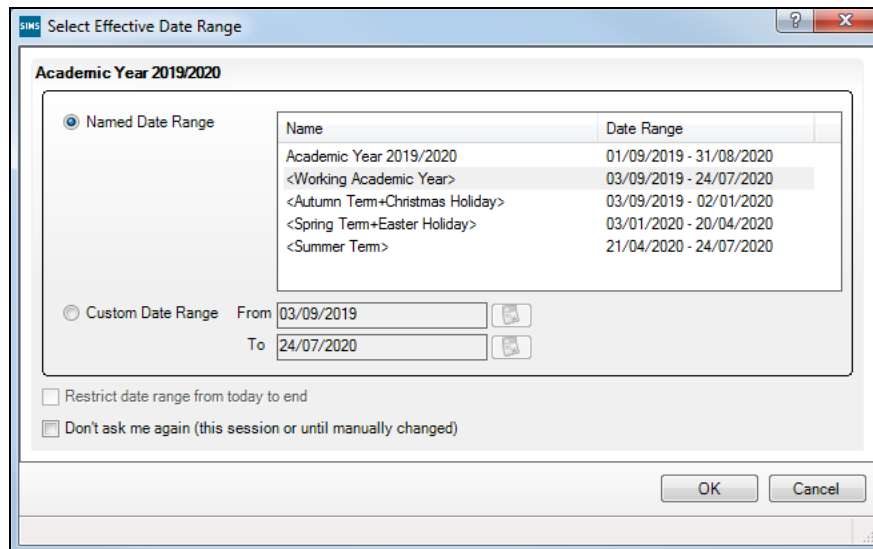 SIMS Select Effective Date Range ? X
Academic Year 2019/2020
Named Date Range
Name Date Range
Academic Year 2019/2020 01/09/2019 - 31/08/2020
<Working Academic Year> 03/09/2019 - 24/07/2020
<Autumn Term+Christmas Holiday> 03/09/2019 - 02/01/2020
<Spring Term+Easter Holiday> 03/01/2020 - 20/04/2020
<Summer Term> 21/04/2020 - 24/07/2020
Custom Date Range From 03/09/2019
To 24/07/2020
Restrict date range from today to end
Don't ask me again (this session or until manually changed)
OK Cancel